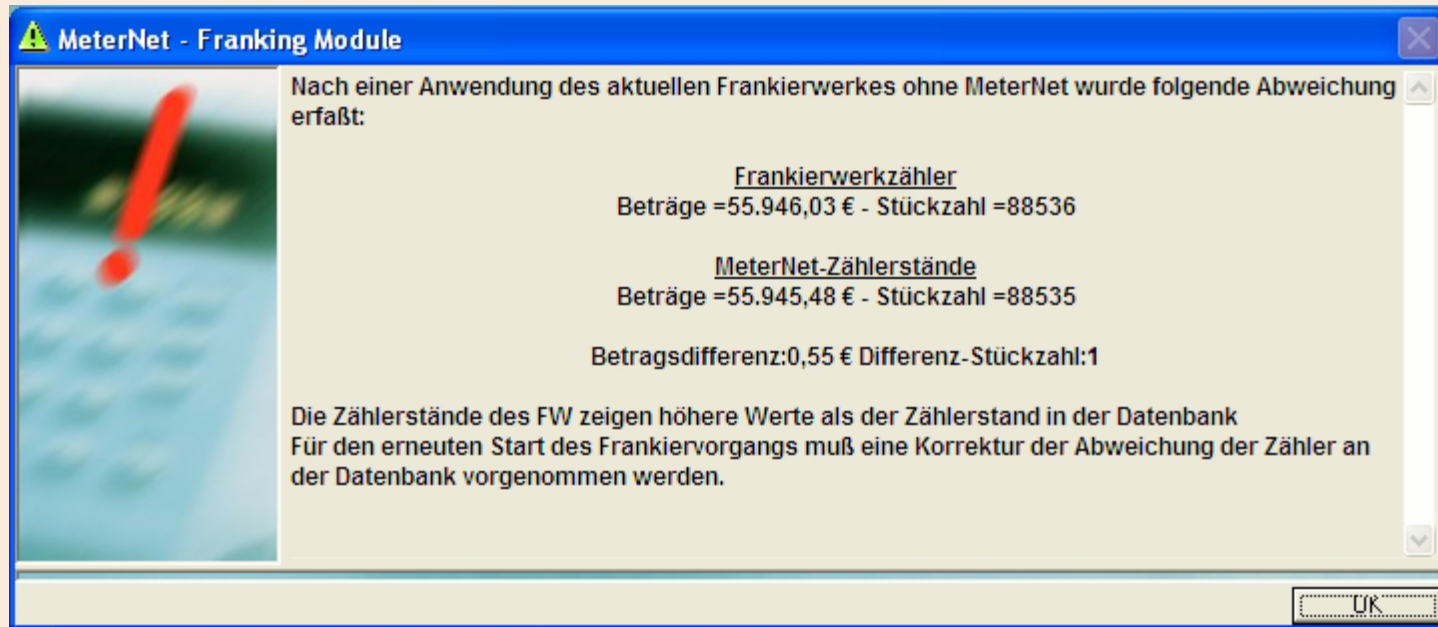 MeterNet - Franking Module
Nach einer Anwendung des aktuellen Frankierwerkes ohne MeterNet wurde folgende Abweichung
erfaßt:
Frankierwerkzähler
Beträge =55.946,03 € - Stückzahl =88536
MeterNet-Zählerstände
Beträge =55.945,48 € - Stückzahl =88535
Betragsdifferenz:0,55 € Differenz-Stückzahl:1
Die Zählerstände des FW zeigen höhere Werte als der Zählerstand in der Datenbank
Für den erneuten Start des Frankiervorgangs muß eine Korrektur der Abweichung der Zähler an
der Datenbank vorgenommen werden.
OK